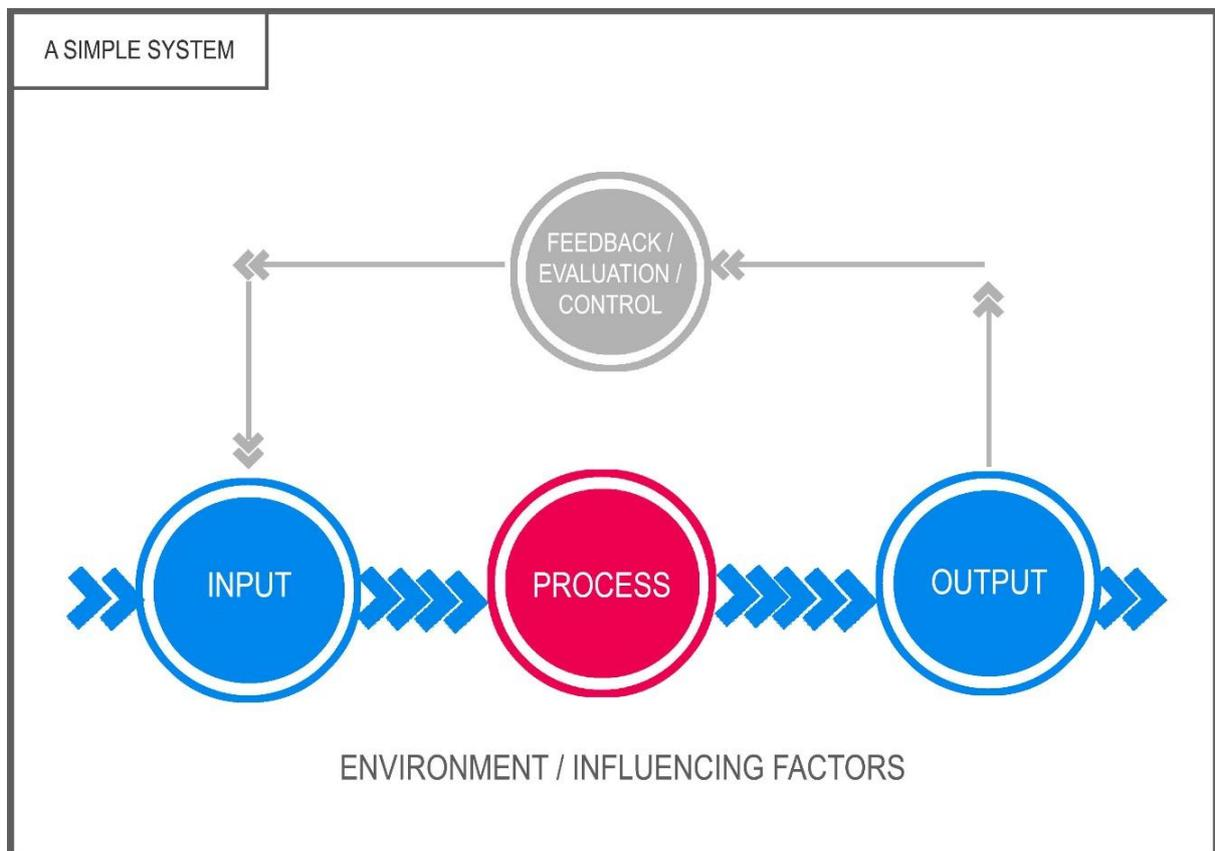 A SIMPLE SYSTEM
FEEDBACK /
EVALUATION /
CONTROL
INPUT
PROCESS
OUTPUT
ENVIRONMENT / INFLUENCING FACTORS